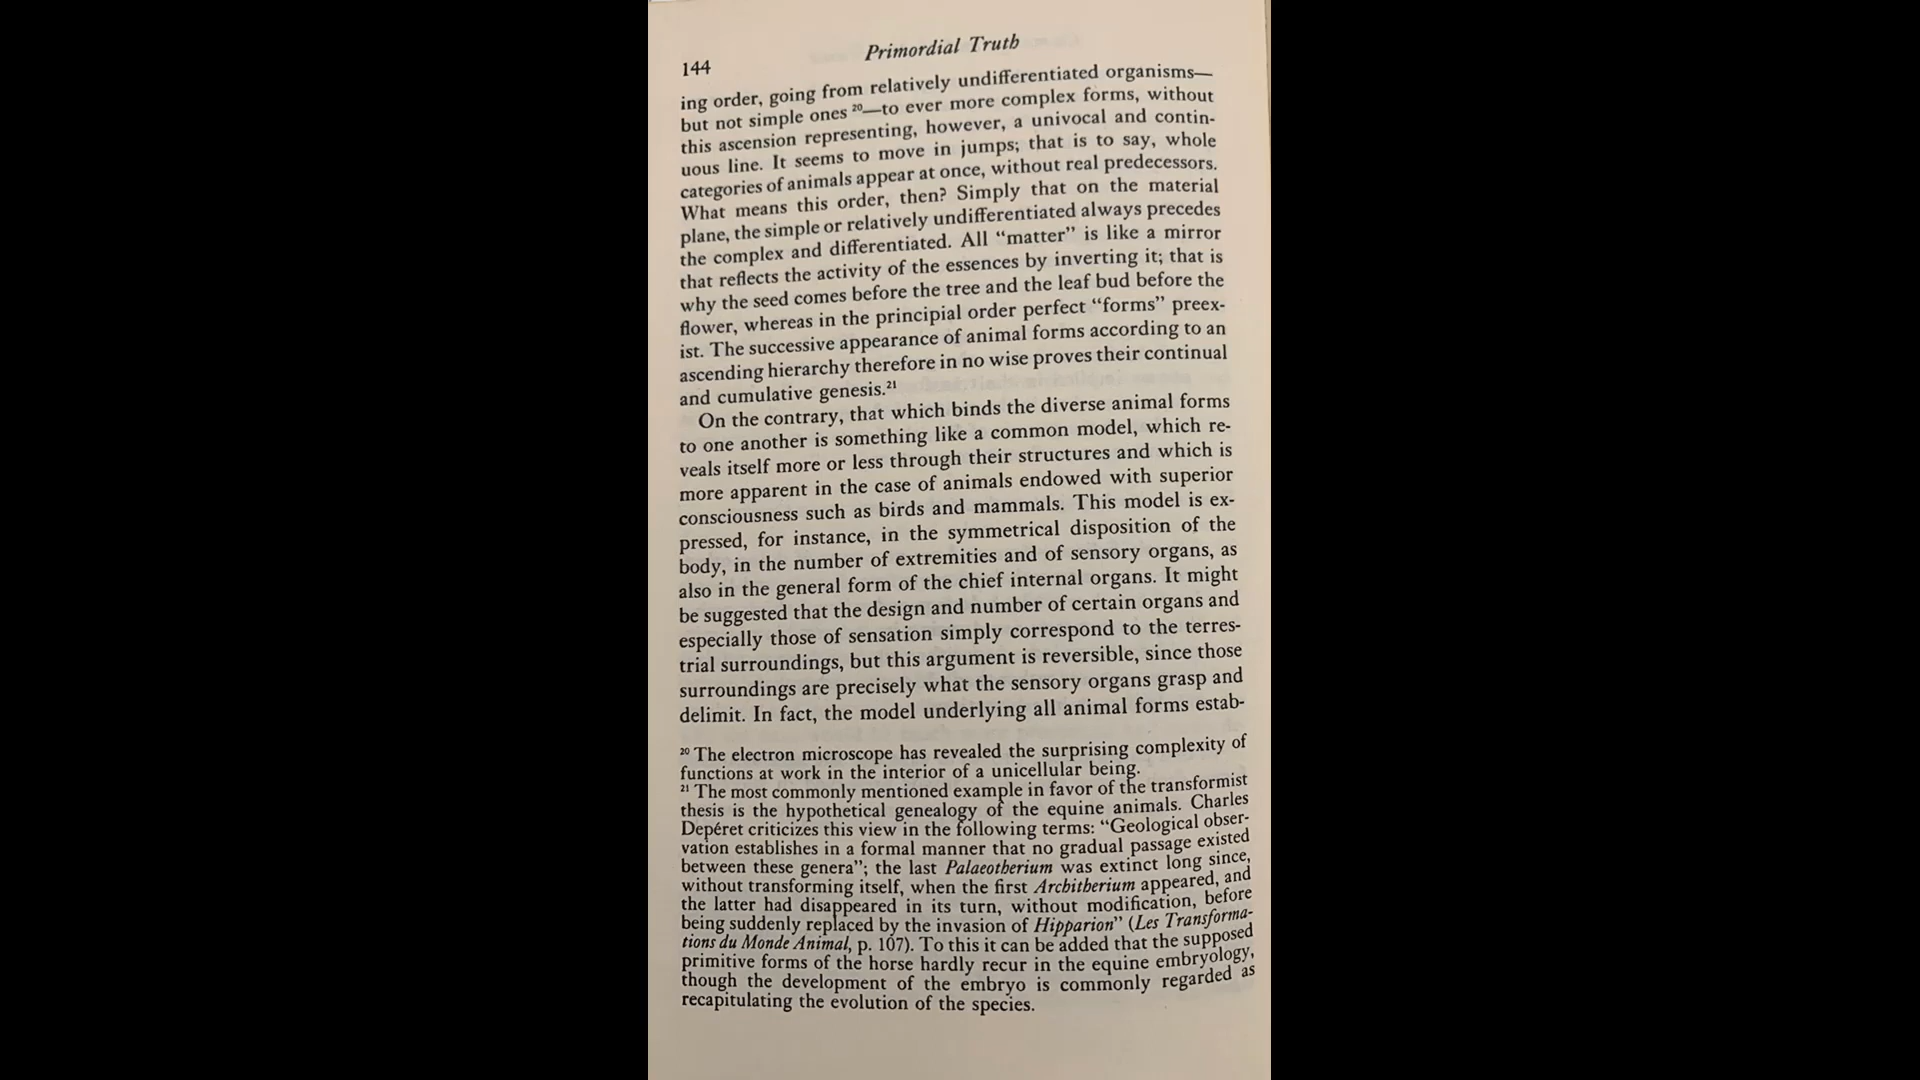 144
Primordial Truth
ing order, going from relatively undifferentiated organisms—
but not simple ones ²⁰—to ever more complex forms, without
this ascension representing, however, a univocal and contin-
uous line. It seems to move in jumps; that is to say, whole
categories of animals appear at once, without real predecessors.
What means this order, then? Simply that on the material
plane, the simple or relatively undifferentiated always precedes
the complex and differentiated. All “matter” is like a mirror
that reflects the activity of the essences by inverting it; that is
why the seed comes before the tree and the leaf bud before the
flower, whereas in the principial order perfect “forms” preex-
ist. The successive appearance of animal forms according to an
ascending hierarchy therefore in no wise proves their continual
and cumulative genesis.²¹
On the contrary, that which binds the diverse animal forms
to one another is something like a common model, which re-
veals itself more or less through their structures and which is
more apparent in the case of animals endowed with superior
consciousness such as birds and mammals. This model is ex-
pressed, for instance, in the symmetrical disposition of the
body, in the number of extremities and of sensory organs, as
also in the general form of the chief internal organs. It might
be suggested that the design and number of certain organs and
especially those of sensation simply correspond to the terres-
trial surroundings, but this argument is reversible, since those
surroundings are precisely what the sensory organs grasp and
delimit. In fact, the model underlying all animal forms estab-
²⁰ The electron microscope has revealed the surprising complexity of
functions at work in the interior of a unicellular being.
²¹ The most commonly mentioned example in favor of the transformist
thesis is the hypothetical genealogy of the equine animals. Charles
Depéret criticizes this view in the following terms: “Geological obser-
vation establishes in a formal manner that no gradual passage existed
between these genera”; the last Palaeotherium was extinct long since,
without transforming itself, when the first Architherium appeared, and
the latter had disappeared in its turn, without modification, before
being suddenly replaced by the invasion of Hipparion” (Les Transforma-
tions du Monde Animal, p. 107). To this it can be added that the supposed
primitive forms of the horse hardly recur in the equine embryology,
though the development of the embryo is commonly regarded as
recapitulating the evolution of the species.